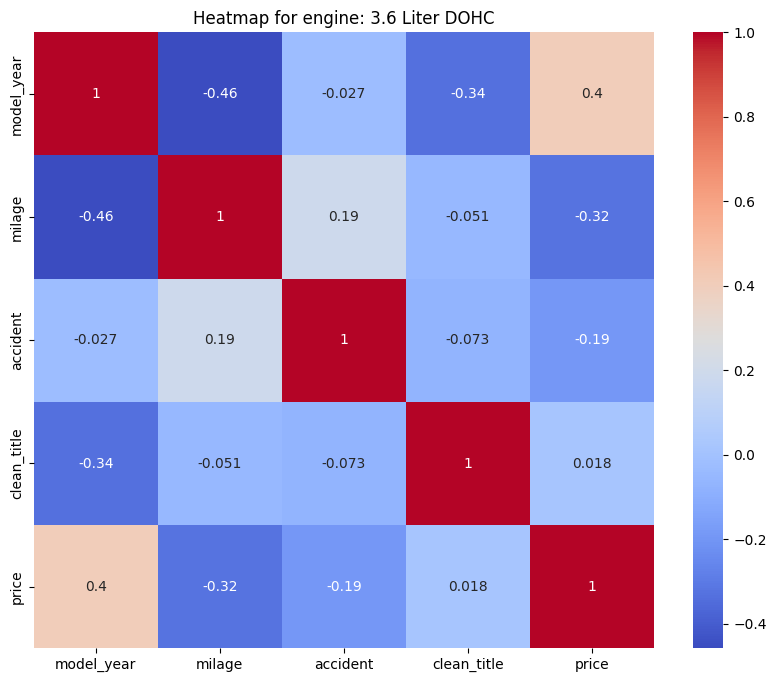 Heatmap for engine: 3.6 Liter DOHC
model_year 1 -0.46 -0.027 -0.34 0.4
milage -0.46 1 0.19 -0.051 -0.32
accident -0.027 0.19 1 -0.073 -0.19
clean_title -0.34 -0.051 -0.073 1 0.018
price 0.4 -0.32 -0.19 0.018 1
model_year milage accident clean_title price
1.0
0.8
0.6
0.4
0.2
0.0
−0.2
−0.4